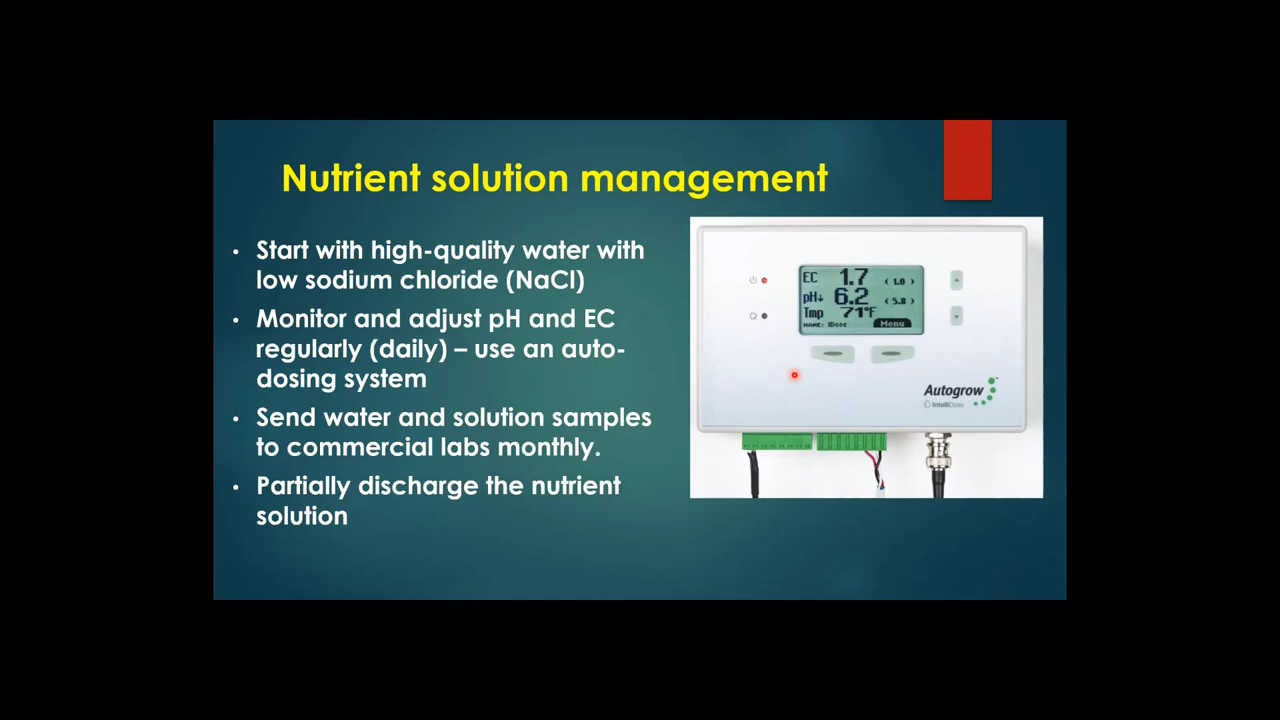 Nutrient solution management
• Start with high-quality water with
low sodium chloride (NaCl)
• Monitor and adjust pH and EC
regularly (daily) – use an auto-
dosing system
• Send water and solution samples
to commercial labs monthly.
• Partially discharge the nutrient
solution
EC 1.7 ( 1.0 )
pH↓ 6.2 ( 5.8 )
Tmp 71°F
NAME: IDose Menu
Autogrow
IntelliDose